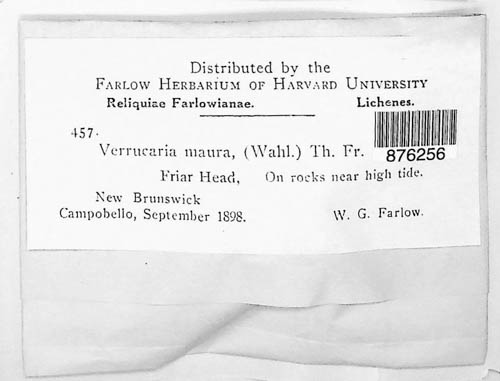 Distributed by the
FARLOW HERBARIUM OF HARVARD UNIVERSITY
Reliquiae Farlowianae. Lichenes.
457.
Verrucaria maura, (Wahl.) Th. Fr.
876256
Friar Head, On rocks near high tide.
New Brunswick
Campobello, September 1898. W. G. Farlow.